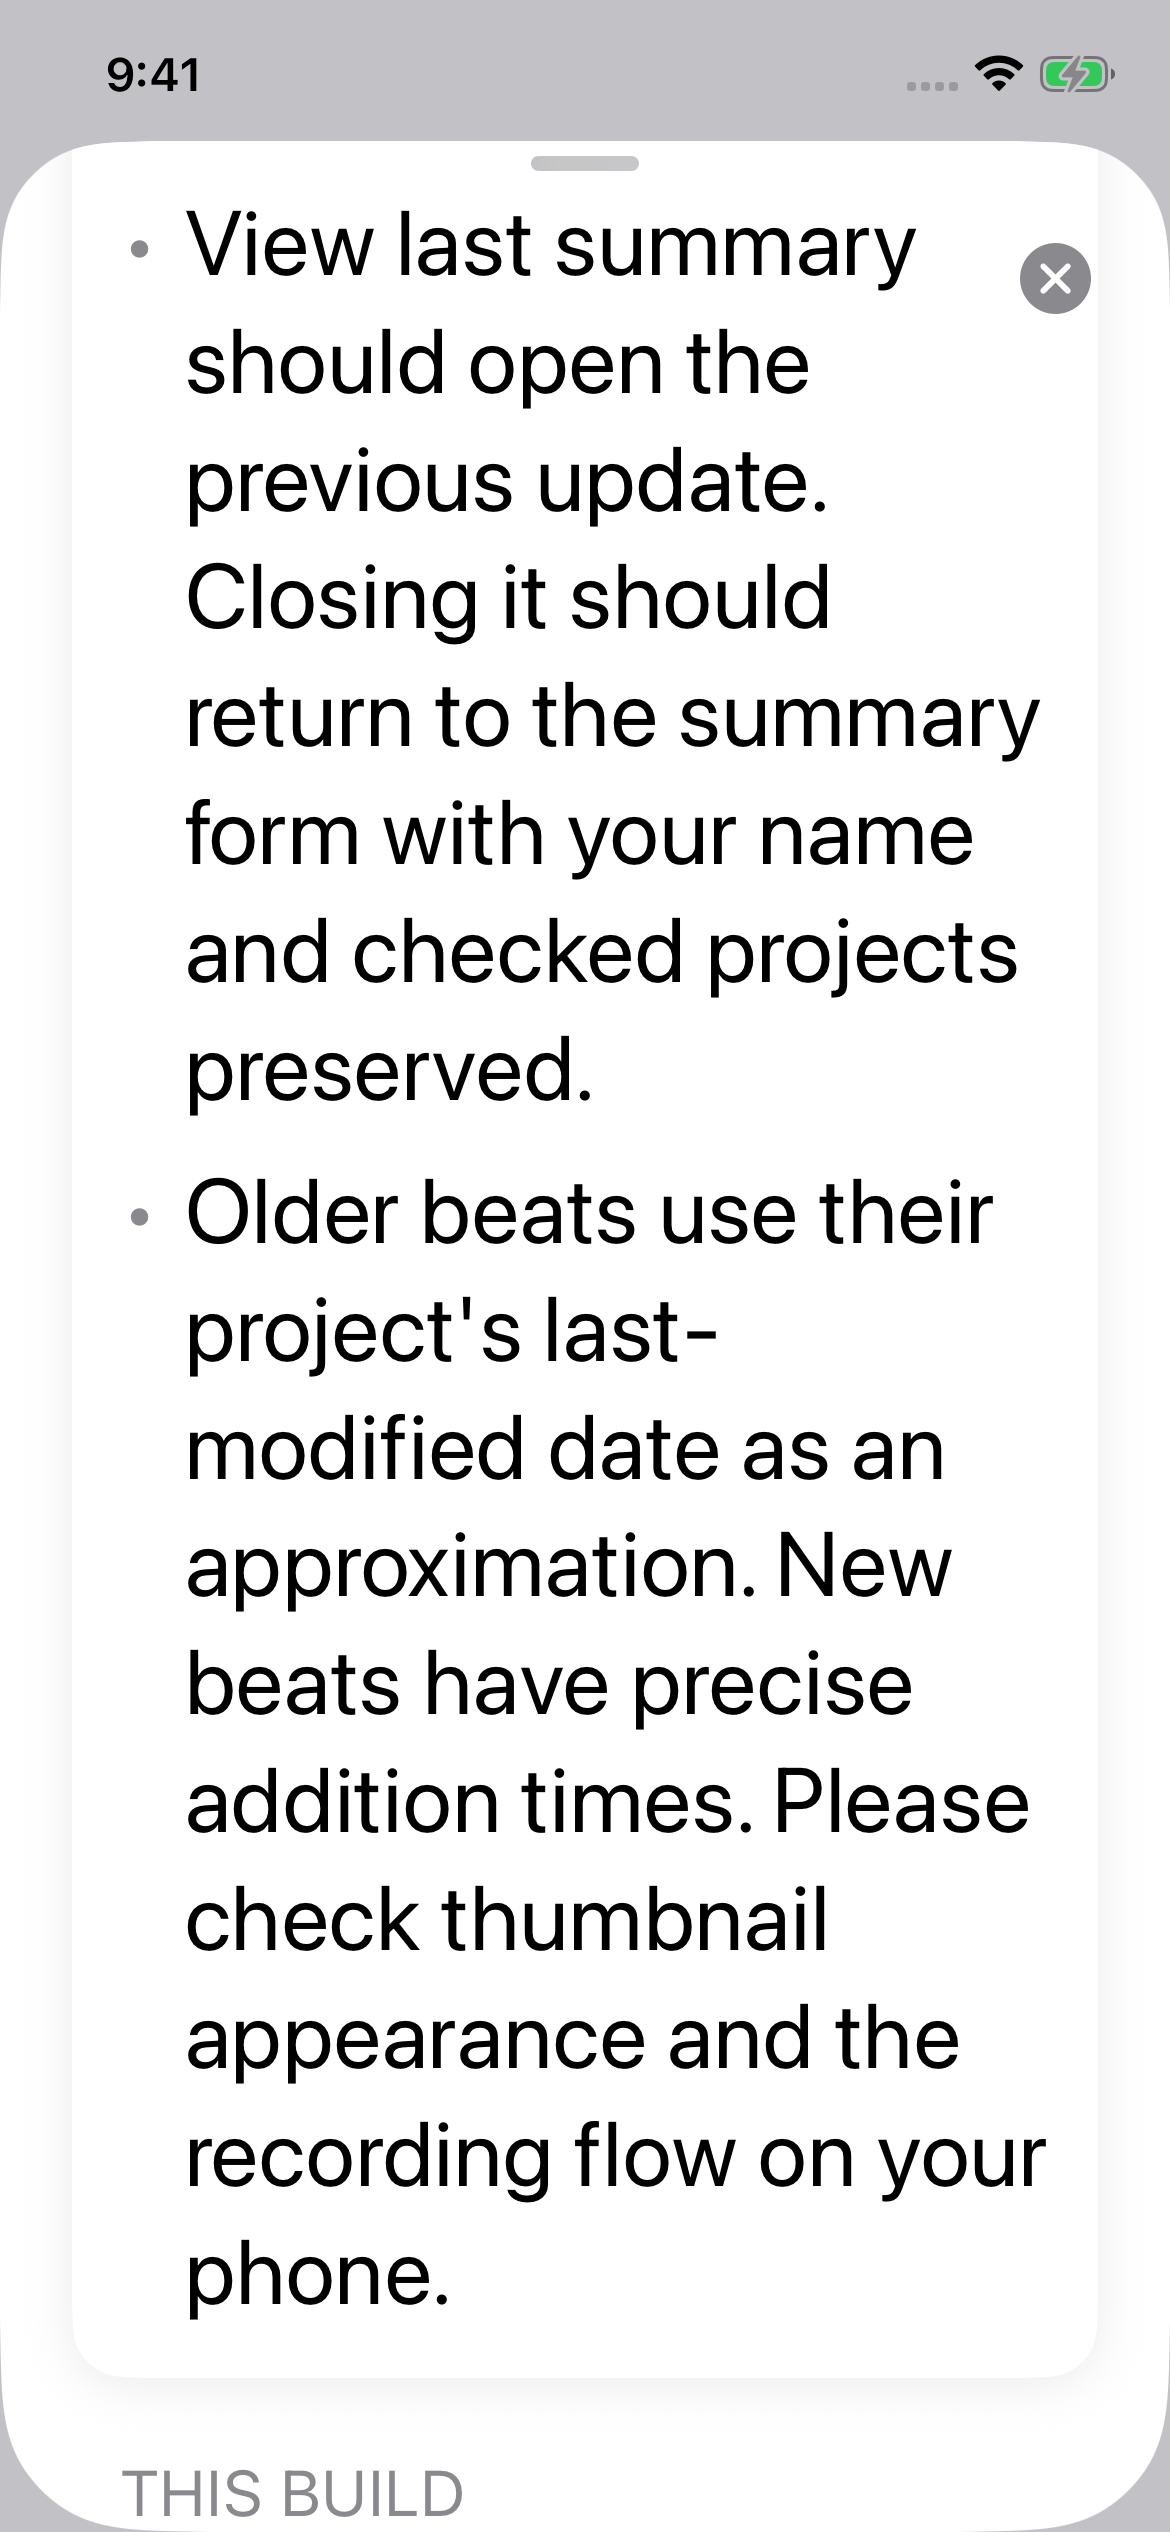 9:41
• View last summary
should open the
previous update.
Closing it should
return to the summary
form with your name
and checked projects
preserved.
• Older beats use their
project's last-
modified date as an
approximation. New
beats have precise
addition times. Please
check thumbnail
appearance and the
recording flow on your
phone.
THIS BUILD